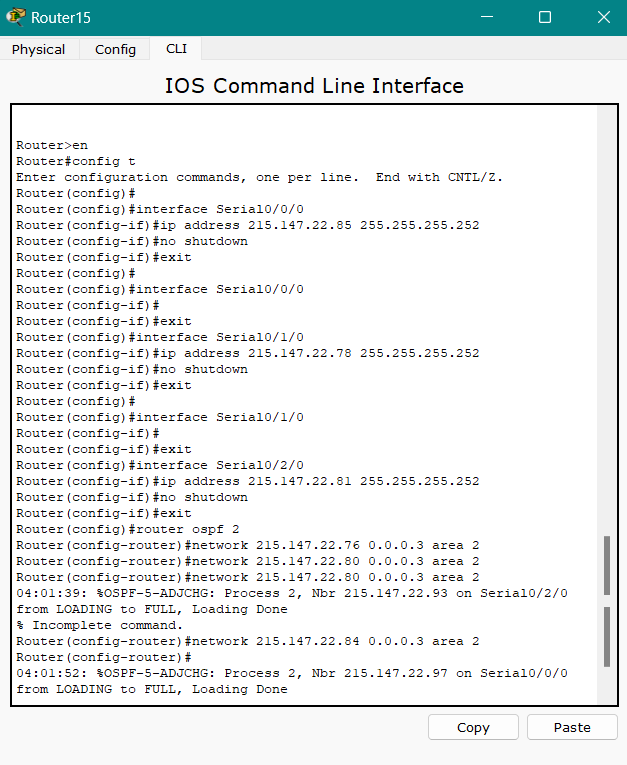 Router15
Physical Config CLI
IOS Command Line Interface
Router>en
Router#config t
Enter configuration commands, one per line.  End with CNTL/Z.
Router(config)#
Router(config)#interface Serial0/0/0
Router(config-if)#ip address 215.147.22.85 255.255.255.252
Router(config-if)#no shutdown
Router(config-if)#exit
Router(config)#
Router(config)#interface Serial0/0/0
Router(config-if)#
Router(config-if)#exit
Router(config)#interface Serial0/1/0
Router(config-if)#ip address 215.147.22.78 255.255.255.252
Router(config-if)#no shutdown
Router(config-if)#exit
Router(config)#
Router(config)#interface Serial0/1/0
Router(config-if)#
Router(config-if)#exit
Router(config)#interface Serial0/2/0
Router(config-if)#ip address 215.147.22.81 255.255.255.252
Router(config-if)#no shutdown
Router(config-if)#exit
Router(config)#router ospf 2
Router(config-router)#network 215.147.22.76 0.0.0.3 area 2
Router(config-router)#network 215.147.22.80 0.0.0.3 area 2
Router(config-router)#network 215.147.22.80 0.0.0.3 area 2
04:01:39: %OSPF-5-ADJCHG: Process 2, Nbr 215.147.22.93 on Serial0/2/0
from LOADING to FULL, Loading Done
% Incomplete command.
Router(config-router)#network 215.147.22.84 0.0.0.3 area 2
Router(config-router)#
04:01:52: %OSPF-5-ADJCHG: Process 2, Nbr 215.147.22.97 on Serial0/0/0
from LOADING to FULL, Loading Done
Copy Paste